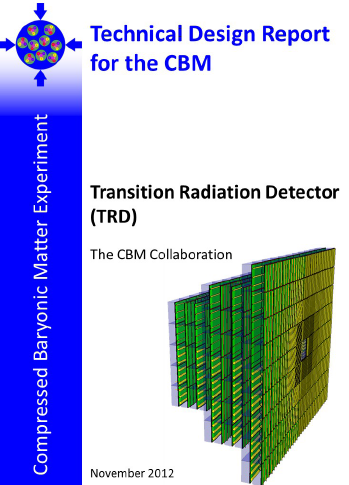 Technical Design Report
for the CBM
Compressed Baryonic Matter Experiment
Transition Radiation Detector
(TRD)
The CBM Collaboration
November 2012